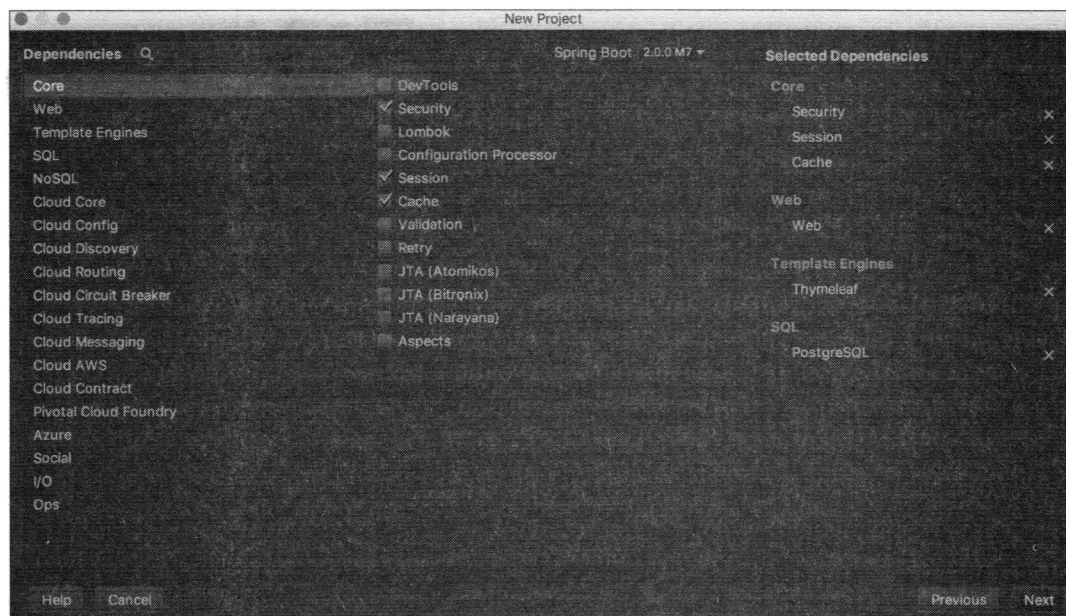 New Project
Dependencies
Spring Boot 2.0.0 M7
Selected Dependencies
Core
Web
Template Engines
SQL
NoSQL
Cloud Core
Cloud Config
Cloud Discovery
Cloud Routing
Cloud Circuit Breaker
Cloud Tracing
Cloud Messaging
Cloud AWS
Cloud Contract
Pivotal Cloud Foundry
Azure
Social
I/O
Ops
DevTools
Security
Lombok
Configuration Processor
Session
Cache
Validation
Retry
JTA (Atomikos)
JTA (Bitronix)
JTA (Narayana)
Aspects
Core
Security
Session
Cache
Web
Web
Template Engines
Thymeleaf
SQL
PostgreSQL
Help
Cancel
Previous
Next